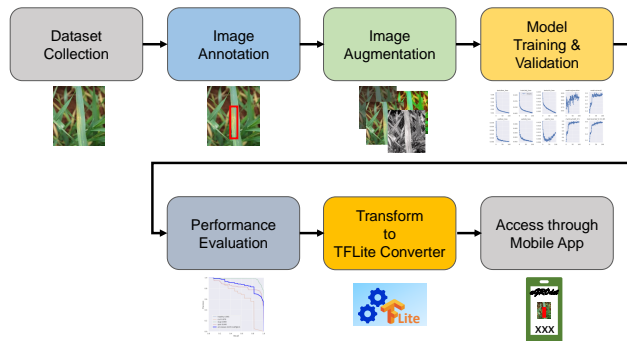 Dataset
Collection
Image
Annotation
Image
Augmentation
Model
Training &
Validation
Performance
Evaluation
Transform
to
TFLite Converter
Access through
Mobile App
Lite
XXX